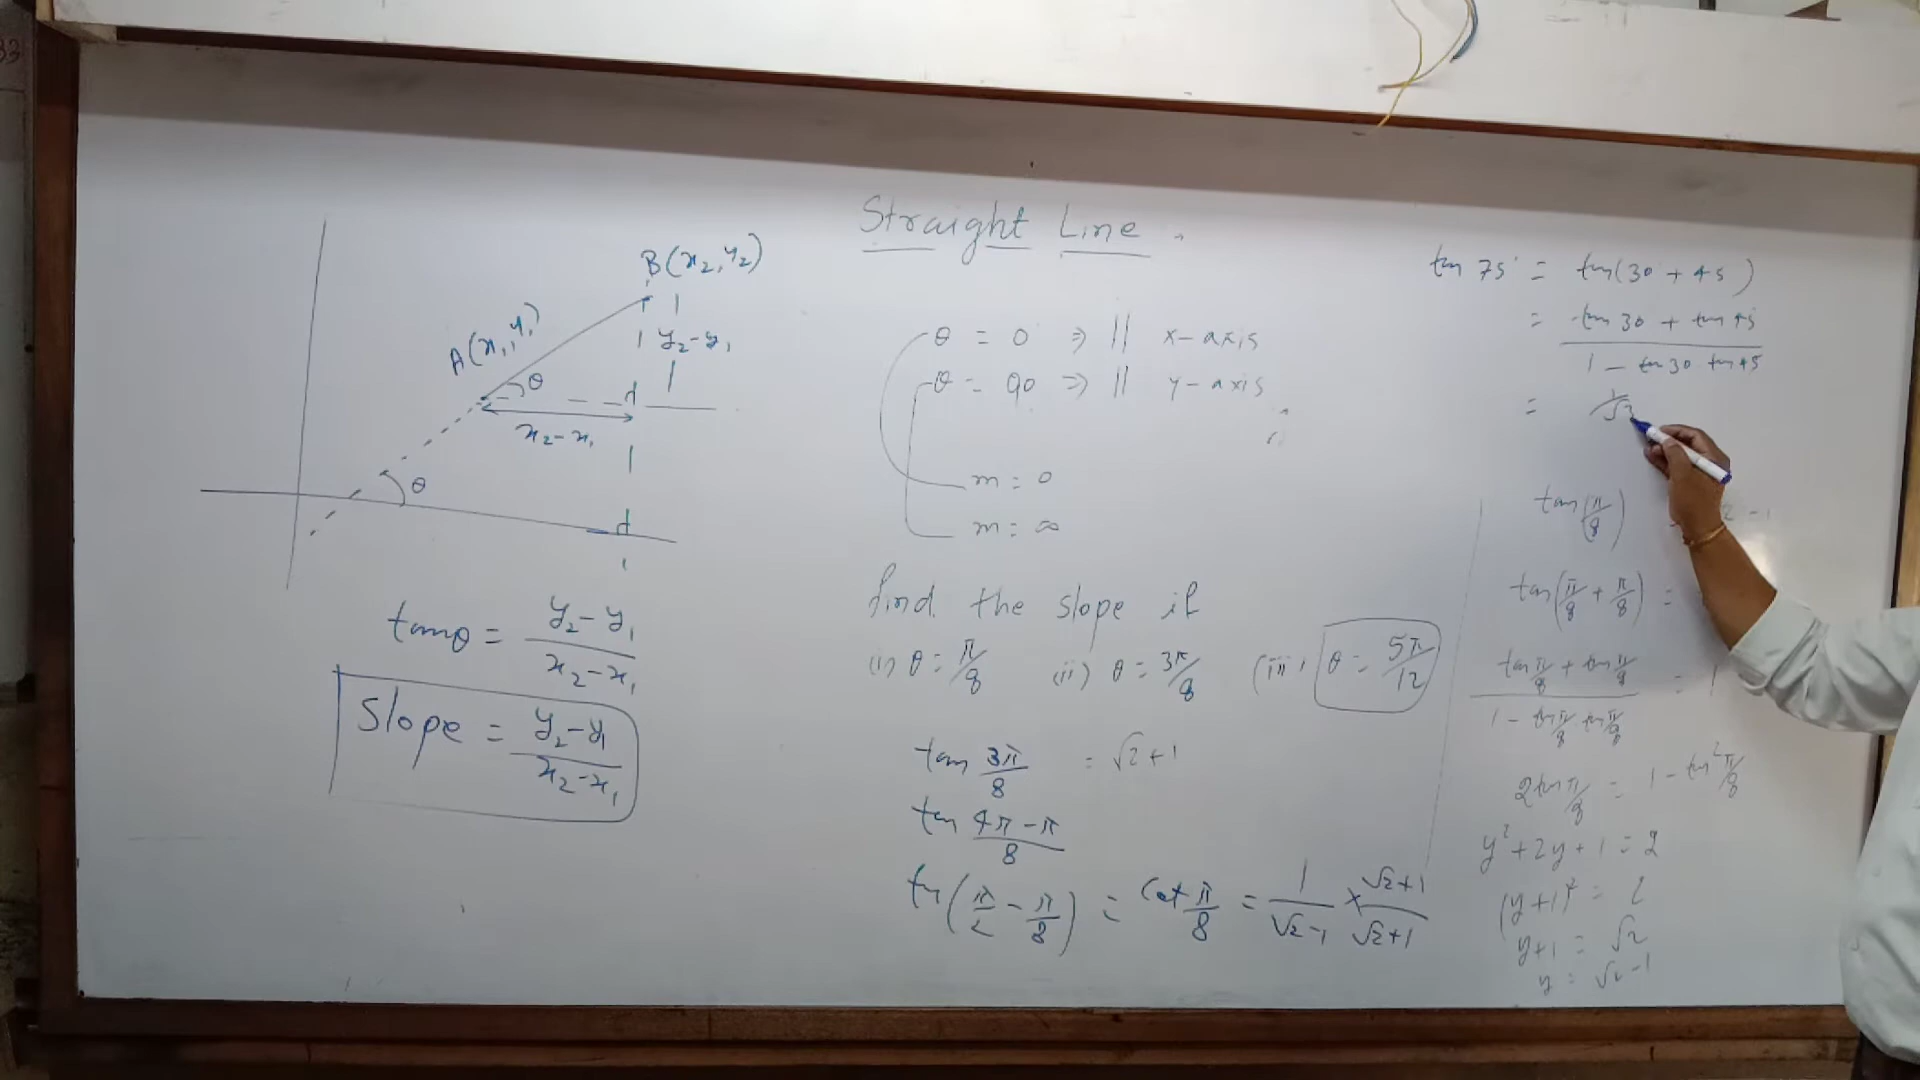 Straight Line.
B(x₂, y₂)
A(x₁, y₁)
y₂-y₁
θ
x₂-x₁
θ
tanθ = (y₂-y₁)/(x₂-x₁)
Slope = (y₂-y₁)/(x₂-x₁)
θ = 0 ⇒ || x-axis
θ = 90 ⇒ || y-axis
m = 0
m = ∞
find the slope if
(i) θ = π/8 (ii) θ = 3π/8 (iii) θ = 5π/12
tan 3π/8 = √2+1
tan (4π-π)/8
tan(π/2 - π/8) = cot π/8 = 1/(√2-1) × (√2+1)/(√2+1)
tan 75° = tan(30+45)
= (tan 30 + tan 45)/(1 - tan 30 tan 45)
= 1/√3
tan(π/8) = 2-1
tan(π/8 + π/8) =
(tan π/8 + tan π/8)/(1 - tan π/8 tan π/8) = 1
2tan π/8 = 1 - tan² π/8
y²+2y+1 = 2
(y+1)² = 2
y+1 = √2
y = √2-1